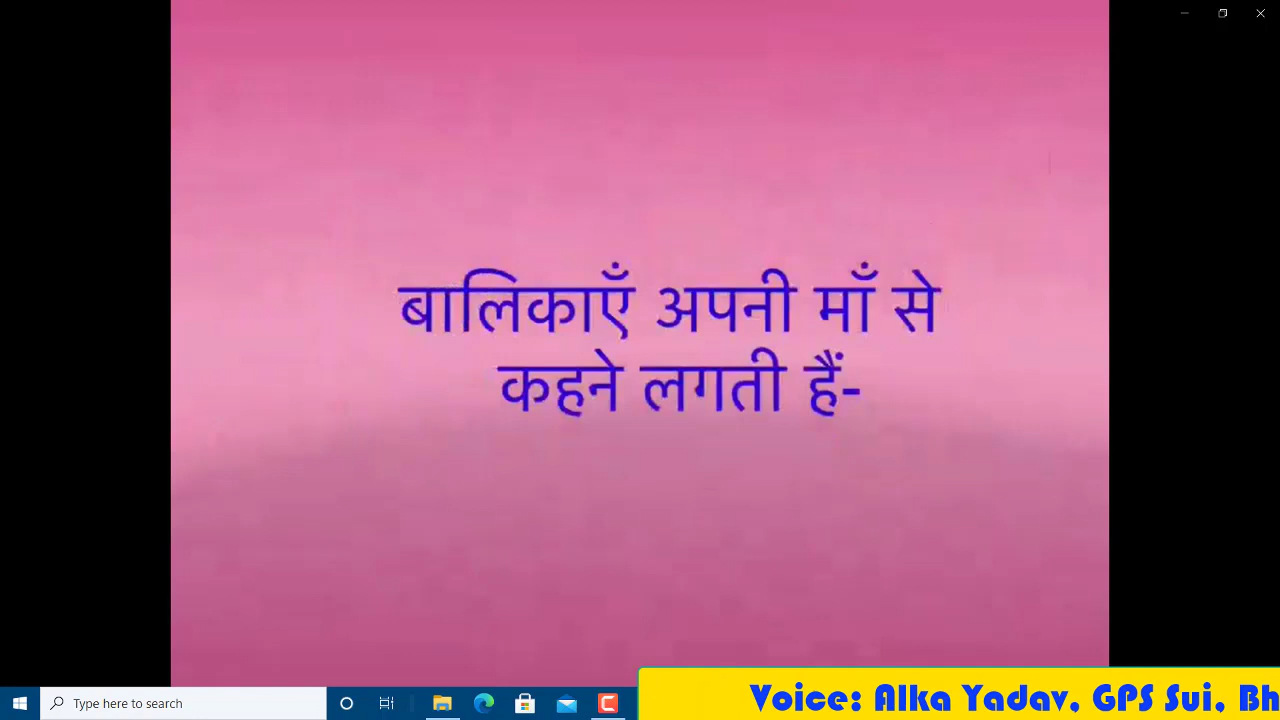 बालिकाएँ अपनी माँ से
कहने लगती हैं-
Type here to search
Voice: Alka Yadav, GPS Sui, Bh